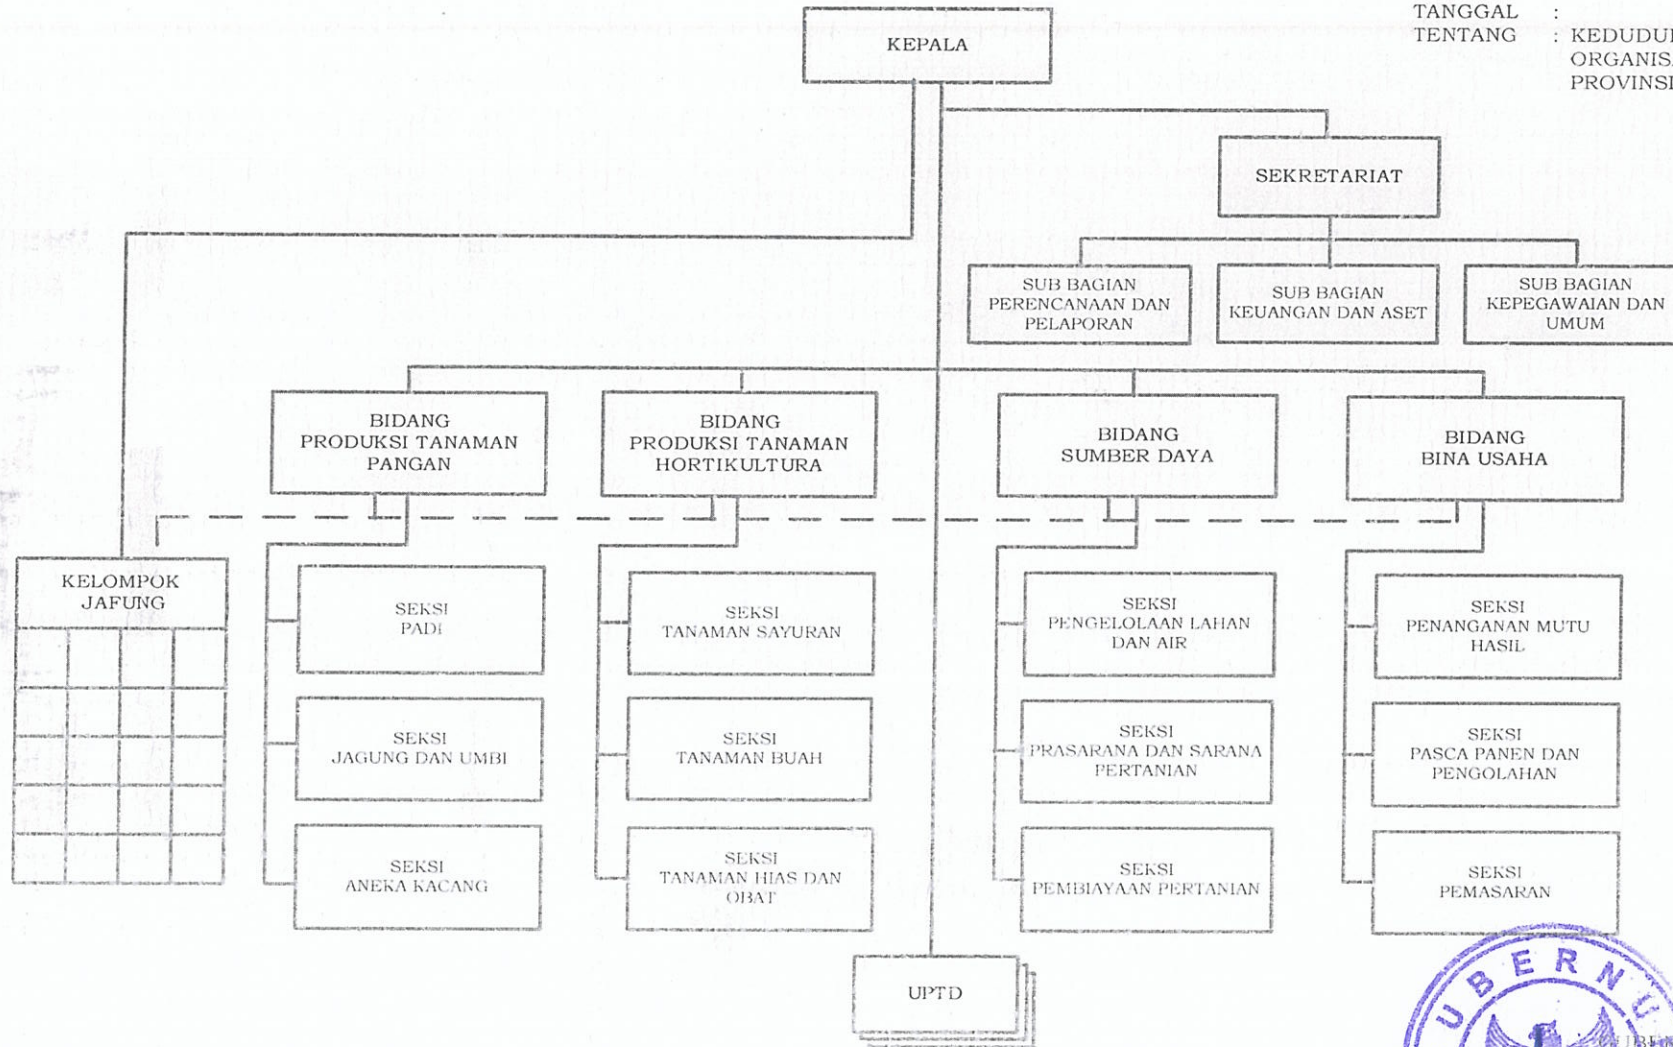 TANGGAL :
TENTANG :
KEPALA
SEKRETARIAT
SUB BAGIAN
PERENCANAAN DAN
PELAPORAN
SUB BAGIAN
KEUANGAN DAN ASET
SUB BAGIAN
KEPEGAWAIAN DAN
UMUM
BIDANG
PRODUKSI TANAMAN
PANGAN
BIDANG
PRODUKSI TANAMAN
HORTIKULTURA
BIDANG
SUMBER DAYA
BIDANG
BINA USAHA
KELOMPOK
JAFUNG
SEKSI
PADI
SEKSI
JAGUNG DAN UMBI
SEKSI
ANEKA KACANG
SEKSI
TANAMAN SAYURAN
SEKSI
TANAMAN BUAH
SEKSI
TANAMAN HIAS DAN
OBAT
SEKSI
PENGELOLAAN LAHAN
DAN AIR
SEKSI
PRASARANA DAN SARANA
PERTANIAN
SEKSI
PEMBIAYAAN PERTANIAN
SEKSI
PENANGANAN MUTU
HASIL
SEKSI
PASCA PANEN DAN
PENGOLAHAN
SEKSI
PEMASARAN
UPTD